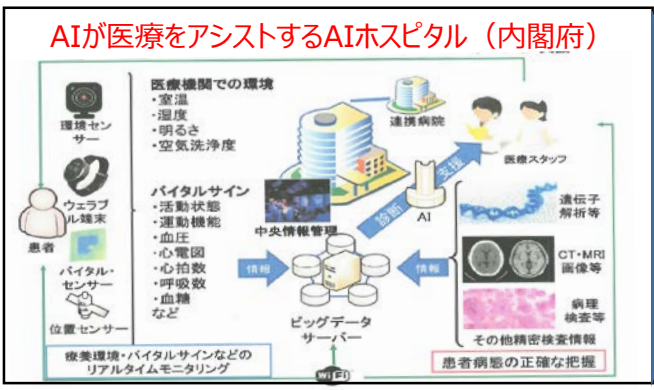 AIが医療をアシストするAIホスピタル（内閣府）
医療機関での環境
・室温
・湿度
・明るさ
・空気洗浄度
環境セン
サー
ウェラブ
ル端末
患者
バイタル・
センサー
位置センサー
バイタルサイン
・活動状態
・運動機能
・血圧
・心電図
・心拍数
・呼吸数
・血糖
など
連携病院
医療スタッフ
中央情報管理
診断
支援
AI
情報
情報
ビッグデータ
サーバー
遺伝子
解析等
CT・MRI
画像等
病理
検査等
その他精密検査情報
療養環境・バイタルサインなどの
リアルタイムモニタリング
患者病態の正確な把握
WiFi